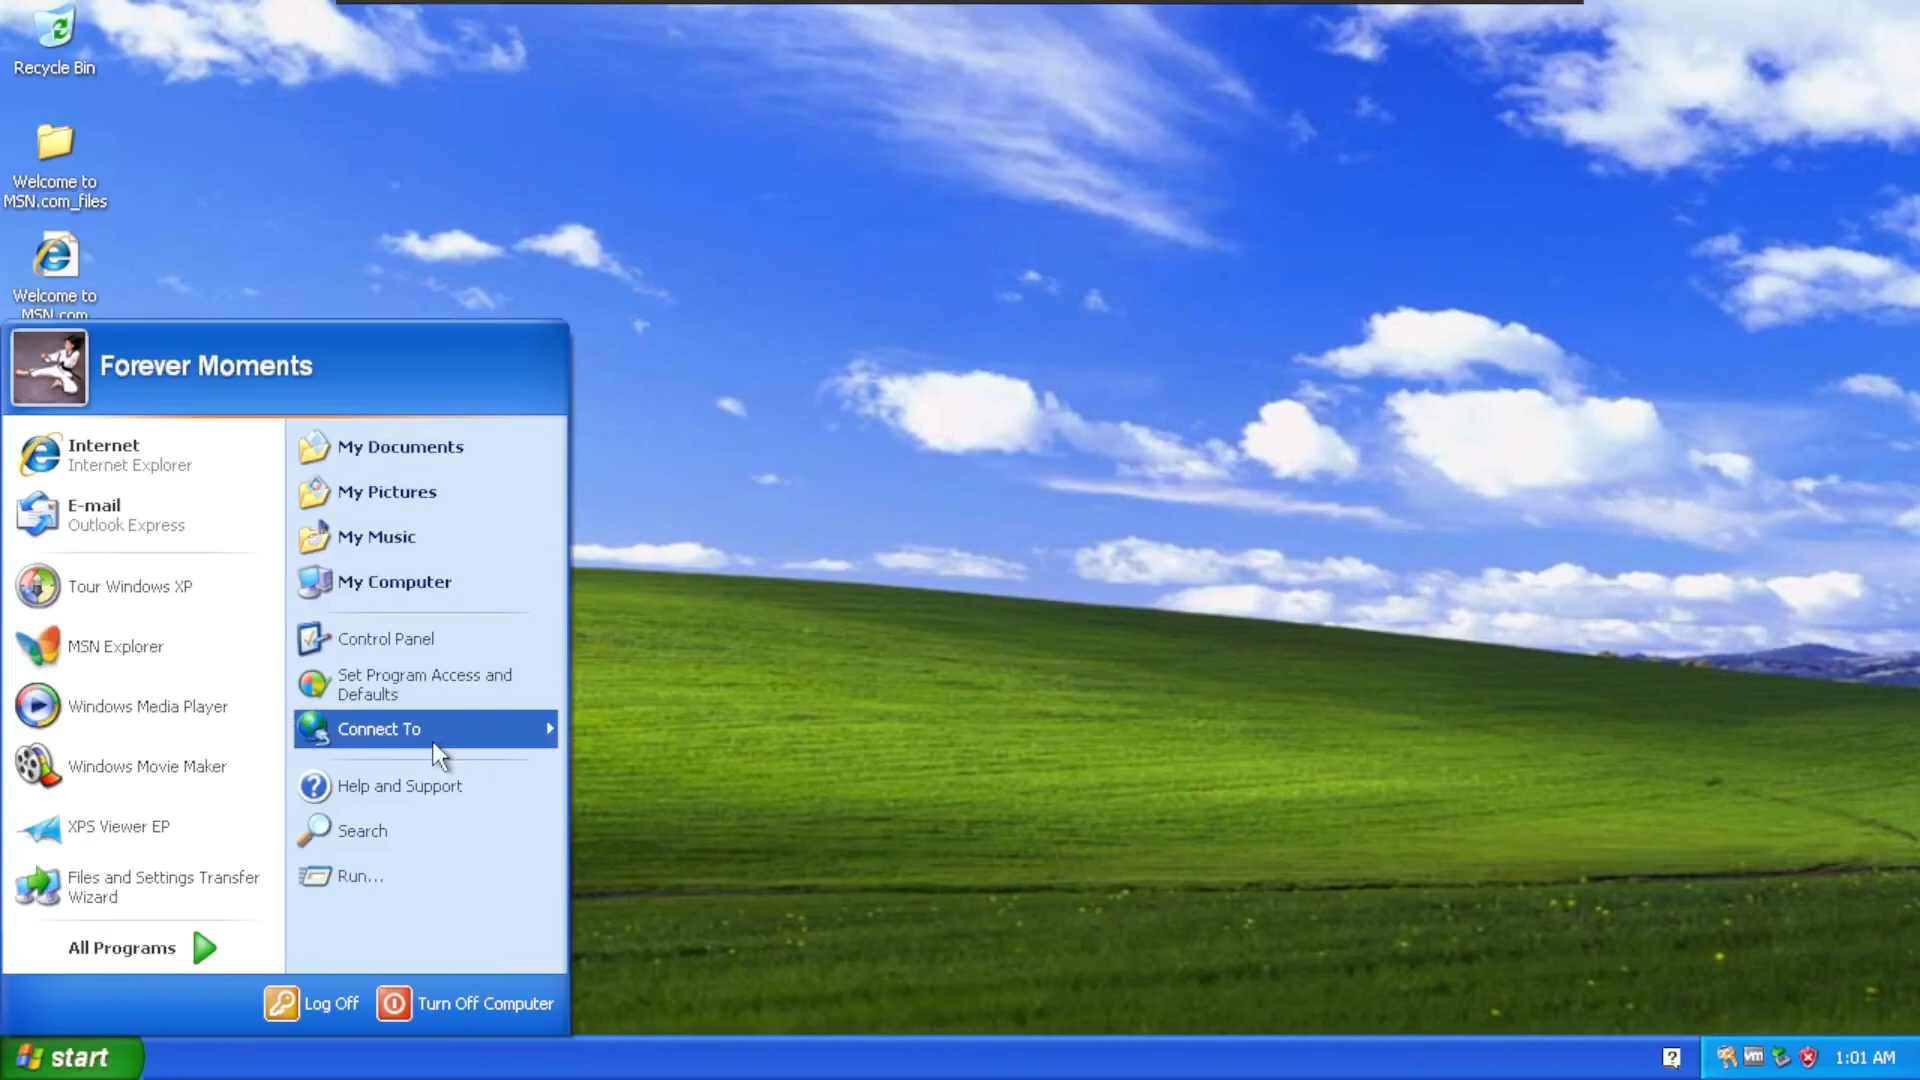 Recycle Bin
Welcome to
MSN.com_files
Welcome to
MSN.com
Forever Moments
Internet
Internet Explorer
E-mail
Outlook Express
Tour Windows XP
MSN Explorer
Windows Media Player
Windows Movie Maker
XPS Viewer EP
Files and Settings Transfer
Wizard
All Programs
My Documents
My Pictures
My Music
My Computer
Control Panel
Set Program Access and
Defaults
Connect To
Help and Support
Search
Run...
Log Off
Turn Off Computer
start
?
vm
1:01 AM